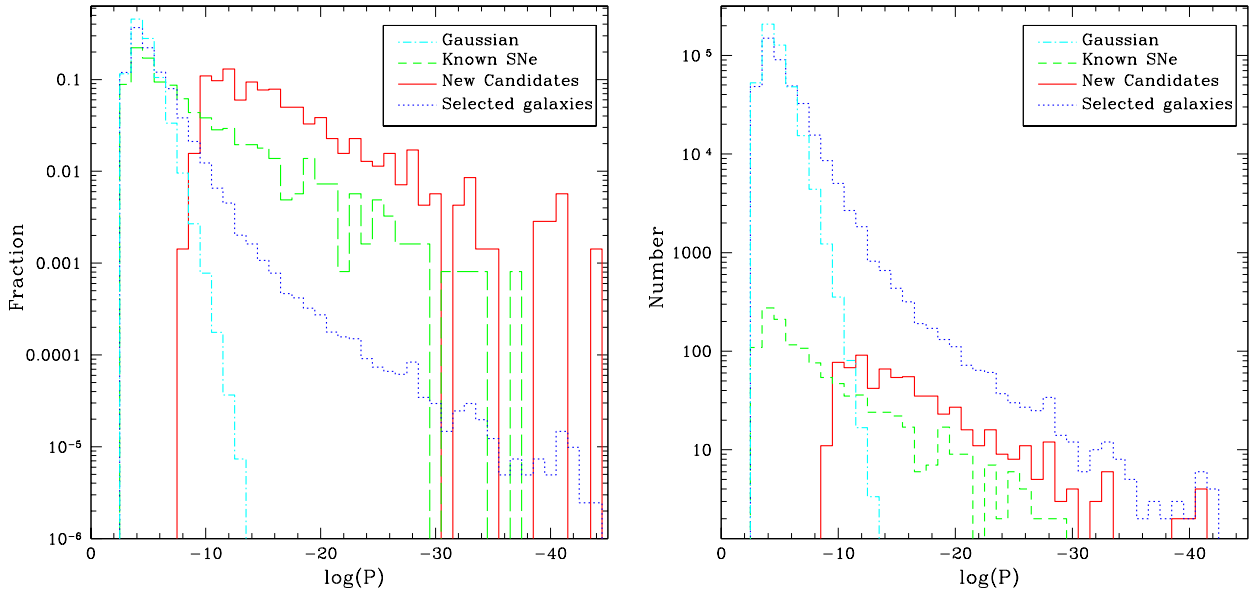 Gaussian
Known SNe
New Candidates
Selected galaxies
0.1
0.01
0.001
0.0001
10⁻⁵
10⁻⁶
Fraction
0
−10
−20
−30
−40
log(P)
Gaussian
Known SNe
New Candidates
Selected galaxies
10⁵
10⁴
1000
100
10
Number
0
−10
−20
−30
−40
log(P)